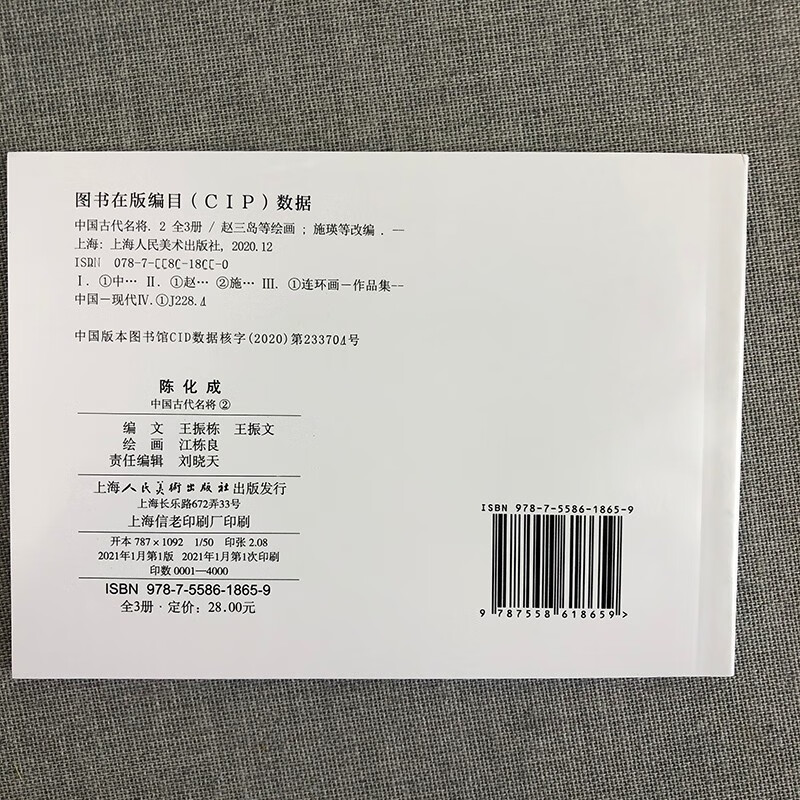 图书在版编目(CIP)数据
中国古代名将. 2 全3册 / 赵三岛等绘画 ; 施瑛等改编 . —
上海: 上海人民美术出版社, 2020.12
I. ①中… II. ①赵… ②施… III. ①连环画—作品集--
中国—现代IV.①J228.4
中国版本图书馆CID数据核字(2020)第233704号
陈化成
中国古代名将②
编 文 王振栋 王振文
绘 画 江栋良
责任编辑 刘晓天
上海人民美術出版社出版发行
上海长乐路672弄33号
上海信老印刷厂印刷
开本 787×1092 1/50 印张 2.08
2021年1月第1版 2021年1月第1次印刷
印数 0001—4000
ISBN 978-7-5586-1865-9
全3册·定价: 28.00元
ISBN 978-7-5586-1865-9
9 787558 618659 >